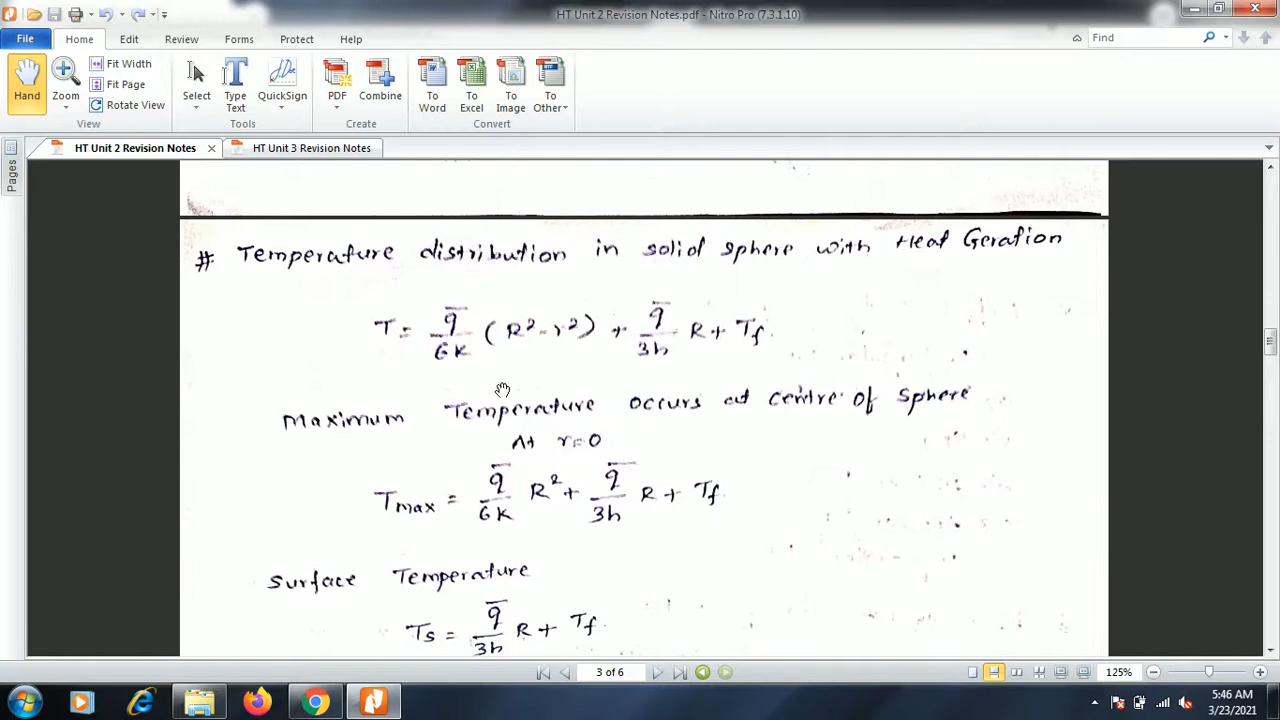 HT Unit 2 Revision Notes.pdf - Nitro Pro (7.3.1.10)
File Home Edit Review Forms Protect Help Find
Hand Zoom Fit Width Fit Page Rotate View Select Type Text QuickSign PDF Combine To Word To Excel To Image To Other
View Tools Create Convert
HT Unit 2 Revision Notes x HT Unit 3 Revision Notes
Pages
# Temperature distribution in solid sphere with Heat Geration
T = q̅/6K (R² - r²) + q̅/3h R + Tf
Maximum Temperature occurs at centre of sphere
At r=0
Tmax = q̅/6K R² + q̅/3h R + Tf
Surface Temperature
Ts = q̅/3h R + Tf
3 of 6 125%
5:46 AM
3/23/2021